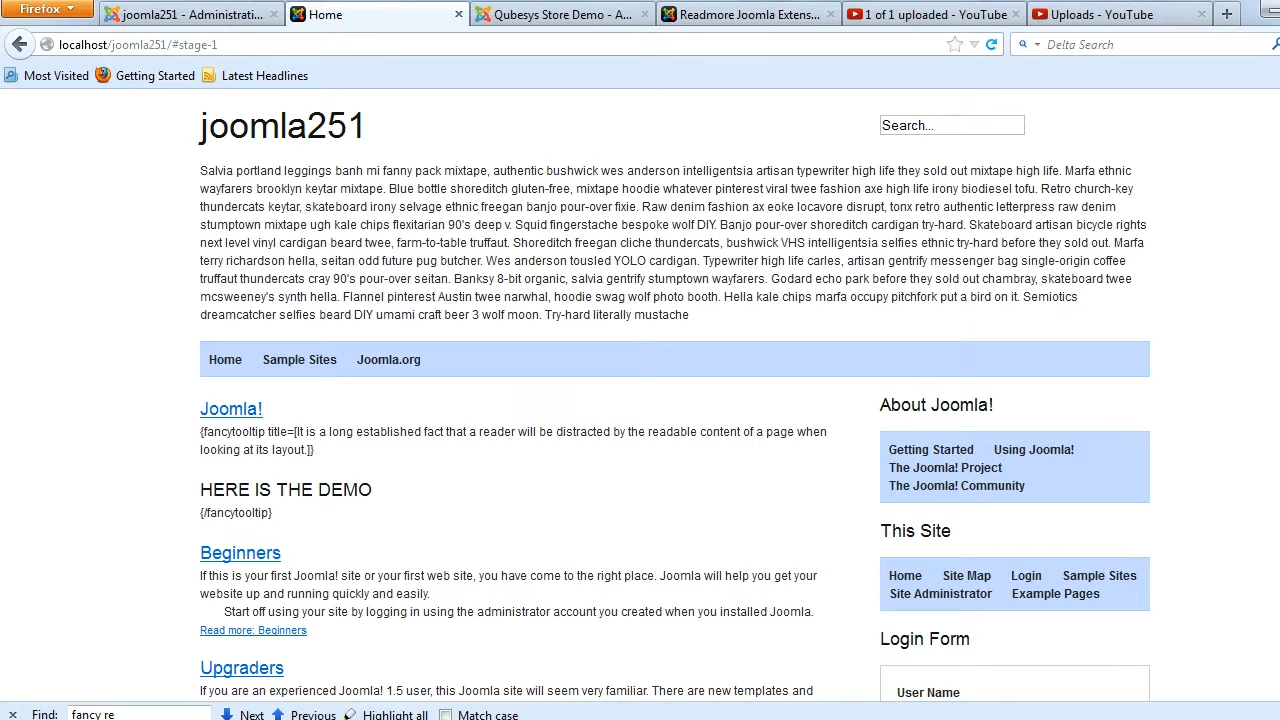 Firefox
joomla251 - Administrati...
Home
Qubesys Store Demo - A...
Readmore Joomla Extens...
1 of 1 uploaded - YouTube
Uploads - YouTube
localhost/joomla251/#stage-1
Delta Search
Most Visited
Getting Started
Latest Headlines
joomla251
Search...
Salvia portland leggings banh mi fanny pack mixtape, authentic bushwick wes anderson intelligentsia artisan typewriter high life they sold out mixtape high life. Marfa ethnic
wayfarers brooklyn keytar mixtape. Blue bottle shoreditch gluten-free, mixtape hoodie whatever pinterest viral twee fashion axe high life irony biodiesel tofu. Retro church-key
thundercats keytar, skateboard irony selvage ethnic freegan banjo pour-over fixie. Raw denim fashion ax eoke locavore disrupt, tonx retro authentic letterpress raw denim
stumptown mixtape ugh kale chips flexitarian 90's deep v. Squid fingerstache bespoke wolf DIY. Banjo pour-over shoreditch cardigan try-hard. Skateboard artisan bicycle rights
next level vinyl cardigan beard twee, farm-to-table truffaut. Shoreditch freegan cliche thundercats, bushwick VHS intelligentsia selfies ethnic try-hard before they sold out. Marfa
terry richardson hella, seitan odd future pug butcher. Wes anderson tousled YOLO cardigan. Typewriter high life carles, artisan gentrify messenger bag single-origin coffee
truffaut thundercats cray 90's pour-over seitan. Banksy 8-bit organic, salvia gentrify stumptown wayfarers. Godard echo park before they sold out chambray, skateboard twee
mcsweeney's synth hella. Flannel pinterest Austin twee narwhal, hoodie swag wolf photo booth. Hella kale chips marfa occupy pitchfork put a bird on it. Semiotics
dreamcatcher selfies beard DIY umami craft beer 3 wolf moon. Try-hard literally mustache
Home Sample Sites Joomla.org
Joomla!
{fancytooltip title=[It is a long established fact that a reader will be distracted by the readable content of a page when
looking at its layout.]}
HERE IS THE DEMO
{/fancytooltip}
Beginners
If this is your first Joomla! site or your first web site, you have come to the right place. Joomla will help you get your
website up and running quickly and easily.
Start off using your site by logging in using the administrator account you created when you installed Joomla.
Read more: Beginners
Upgraders
If you are an experienced Joomla! 1.5 user, this Joomla site will seem very familiar. There are new templates and
About Joomla!
Getting Started Using Joomla!
The Joomla! Project
The Joomla! Community
This Site
Home Site Map Login Sample Sites
Site Administrator Example Pages
Login Form
User Name
Find: fancy re Next Previous Highlight all Match case